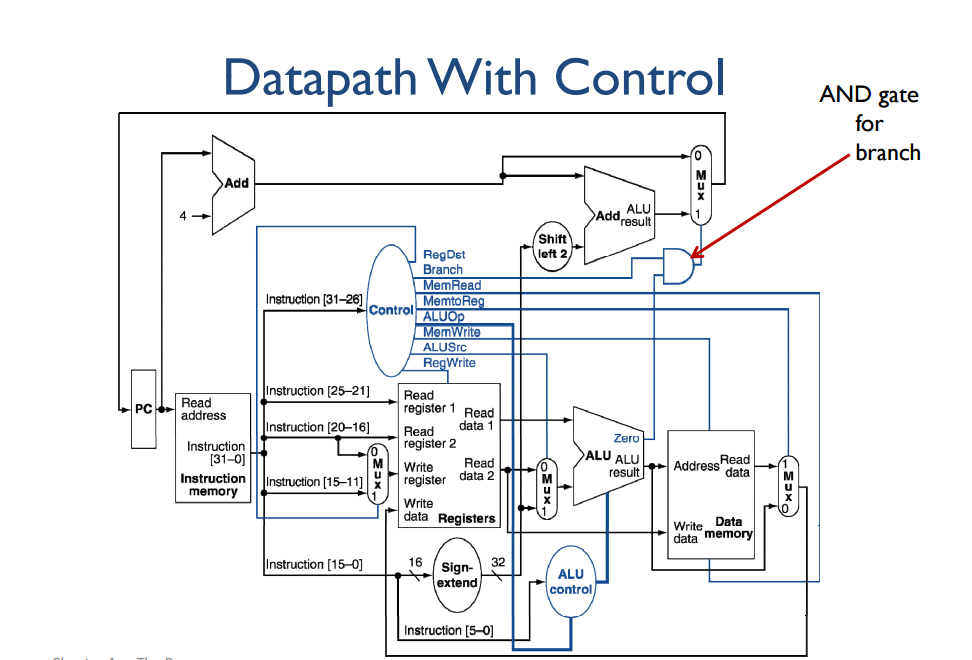 Datapath With Control
AND gate
for
branch
Add
4
Shift
left 2
Add ALU
result
0
M
u
x
1
RegDst
Branch
MemRead
MemtoReg
ALUOp
MemWrite
ALUSrc
RegWrite
Control
Instruction [31–26]
Instruction [25–21]
Instruction [20–16]
Instruction [15–11]
Instruction [15–0]
Instruction [5–0]
PC
Read
address
Instruction
[31–0]
Instruction
memory
0
M
u
x
1
Read
register 1
Read
register 2
Write
register
Write
data
Read
data 1
Read
data 2
Registers
0
M
u
x
1
Zero
ALU ALU
result
Address
Read
data
Write
data
Data
memory
1
M
u
x
0
16
Sign-
extend
32
ALU
control